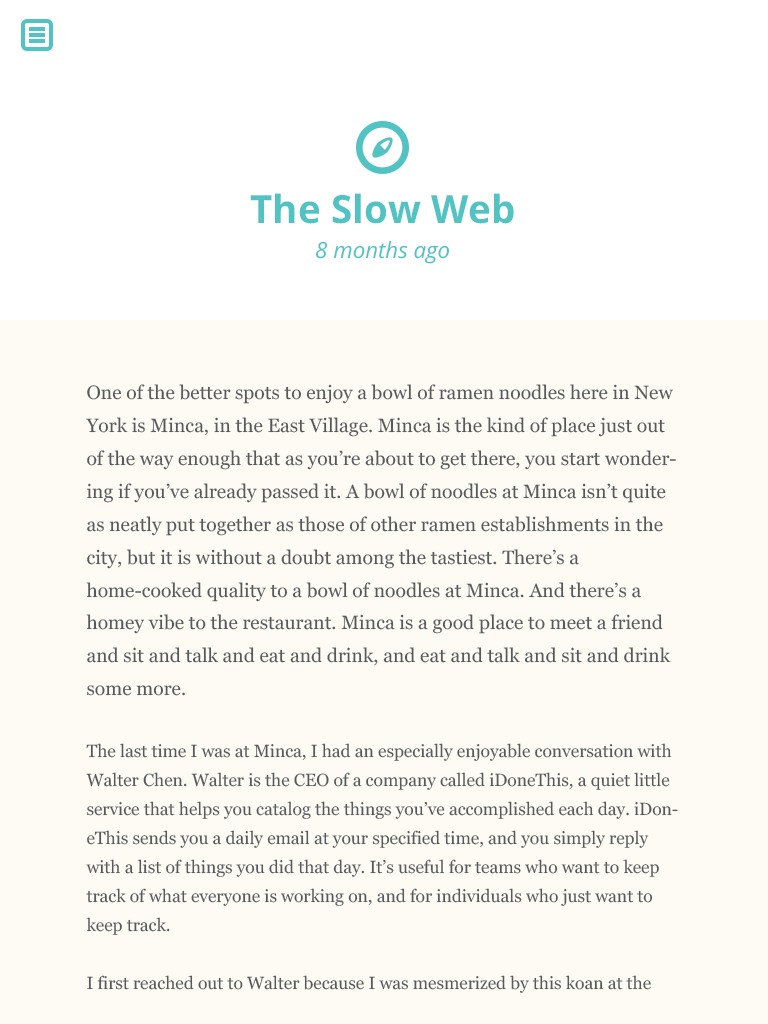 The Slow Web
8 months ago
One of the better spots to enjoy a bowl of ramen noodles here in New
York is Minca, in the East Village. Minca is the kind of place just out
of the way enough that as you’re about to get there, you start wonder-
ing if you’ve already passed it. A bowl of noodles at Minca isn’t quite
as neatly put together as those of other ramen establishments in the
city, but it is without a doubt among the tastiest. There’s a
home-cooked quality to a bowl of noodles at Minca. And there’s a
homey vibe to the restaurant. Minca is a good place to meet a friend
and sit and talk and eat and drink, and eat and talk and sit and drink
some more.
The last time I was at Minca, I had an especially enjoyable conversation with
Walter Chen. Walter is the CEO of a company called iDoneThis, a quiet little
service that helps you catalog the things you’ve accomplished each day. iDon-
eThis sends you a daily email at your specified time, and you simply reply
with a list of things you did that day. It’s useful for teams who want to keep
track of what everyone is working on, and for individuals who just want to
keep track.
I first reached out to Walter because I was mesmerized by this koan at the